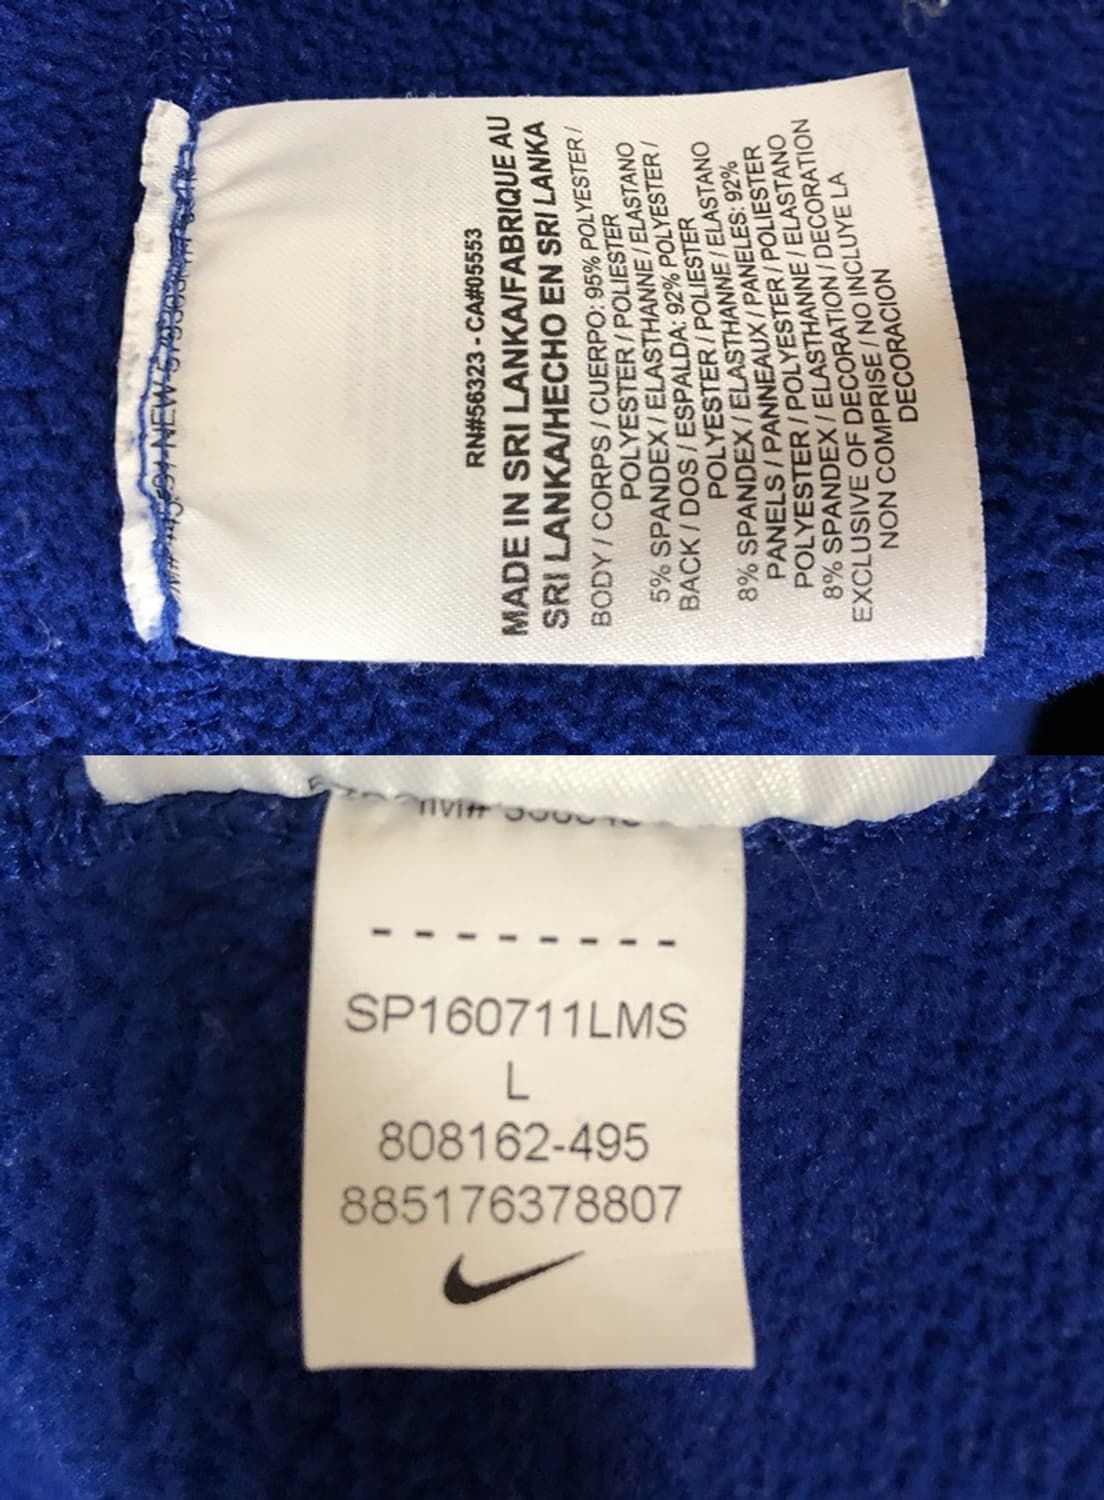 RN#56323 - CA#05553
MADE IN SRI LANKA/FABRIQUE AU
SRI LANKA/HECHO EN SRI LANKA
BODY / CORPS / CUERPO: 95% POLYESTER /
POLYESTER / POLIESTER
5% SPANDEX / ELASTHANNE / ELASTANO
BACK / DOS / ESPALDA: 92% POLYESTER /
POLYESTER / POLIESTER
8% SPANDEX / ELASTHANNE / ELASTANO
PANELS / PANNEAUX / PANELES: 92%
POLYESTER / POLYESTER / POLIESTER
8% SPANDEX / ELASTHANNE / ELASTANO
EXCLUSIVE OF DECORATION / DECORATION
NON COMPRISE / NO INCLUYE LA
DECORACION
- - - - - - - -
SP160711LMS
L
808162-495
885176378807